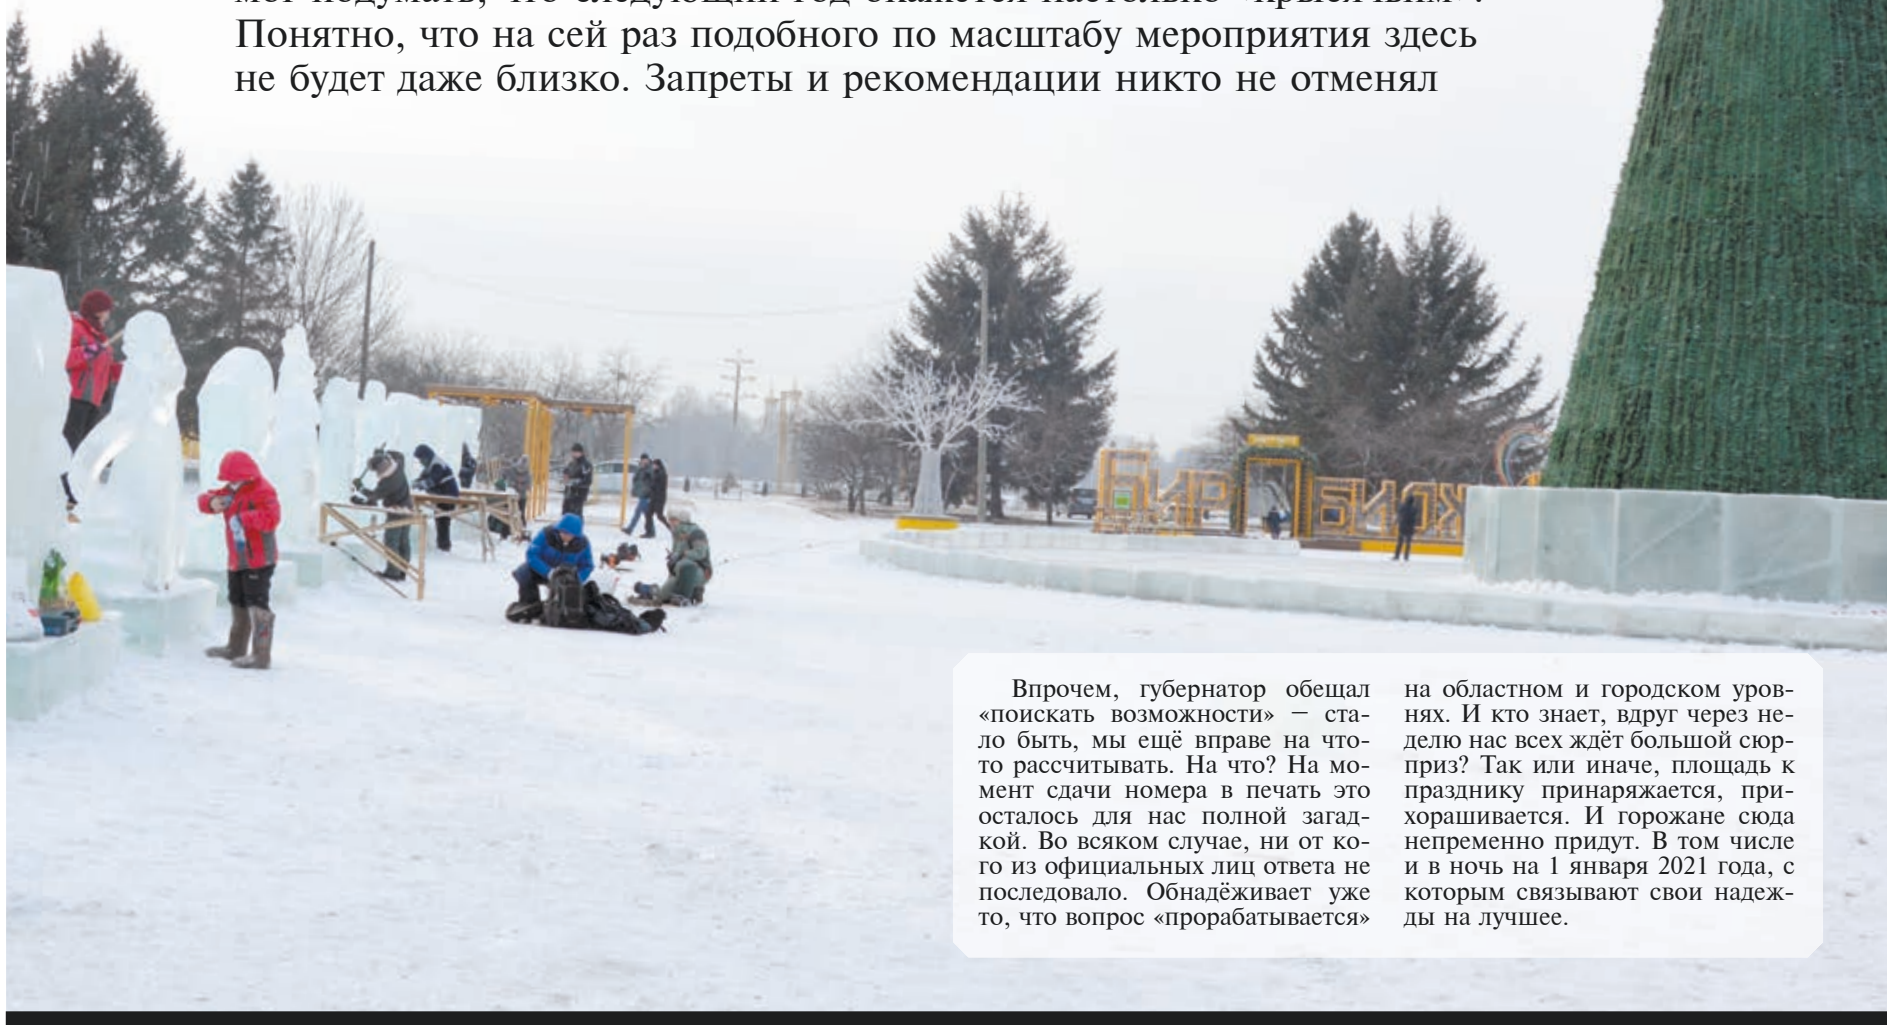 Понятно, что на сей раз подобного по масштабу мероприятия здесь
не будет даже близко. Запреты и рекомендации никто не отменял
БИРОБИДЖ
Впрочем, губернатор обещал
«поискать возможности» – ста-
ло быть, мы ещё вправе на что-
то рассчитывать. На что? На мо-
мент сдачи номера в печать это
осталось для нас полной загад-
кой. Во всяком случае, ни от ко-
го из официальных лиц ответа не
последовало. Обнадёживает уже
то, что вопрос «прорабатывается»
на областном и городском уров-
нях. И кто знает, вдруг через не-
делю нас всех ждёт большой сюр-
приз? Так или иначе, площадь к
празднику принаряжается, при-
хорашивается. И горожане сюда
непременно придут. В том числе
и в ночь на 1 января 2021 года, с
которым связывают свои надеж-
ды на лучшее.